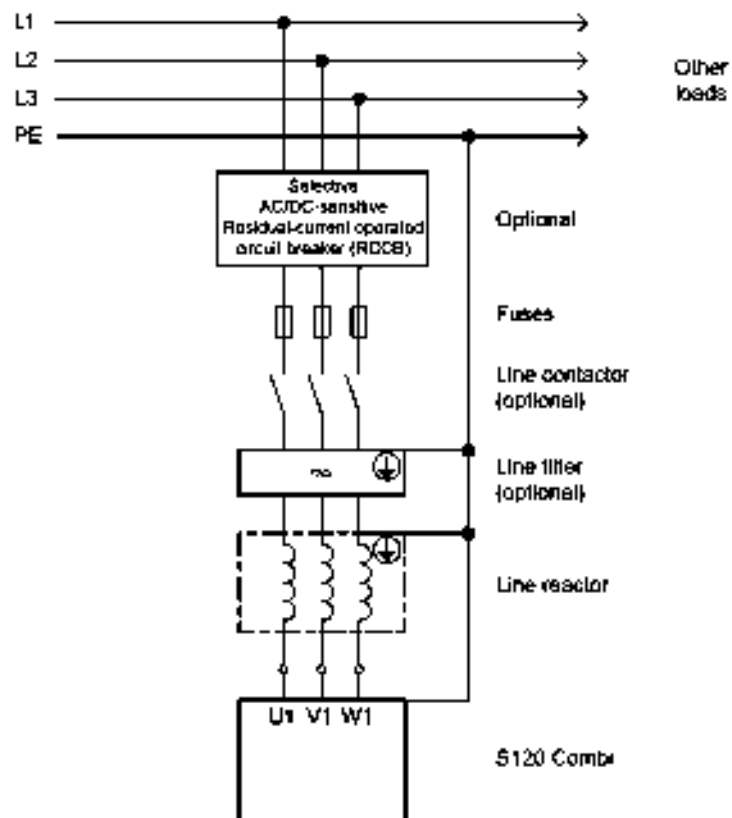 L1
L2
L3
PE
Other
loads
Selective
AC/DC-sensitive
Residual-current operated
circuit breaker (RCCB)
Optional
Fuses
Line contactor
(optional)
Line filter
(optional)
Line reactor
U1 V1 W1
S120 Combi